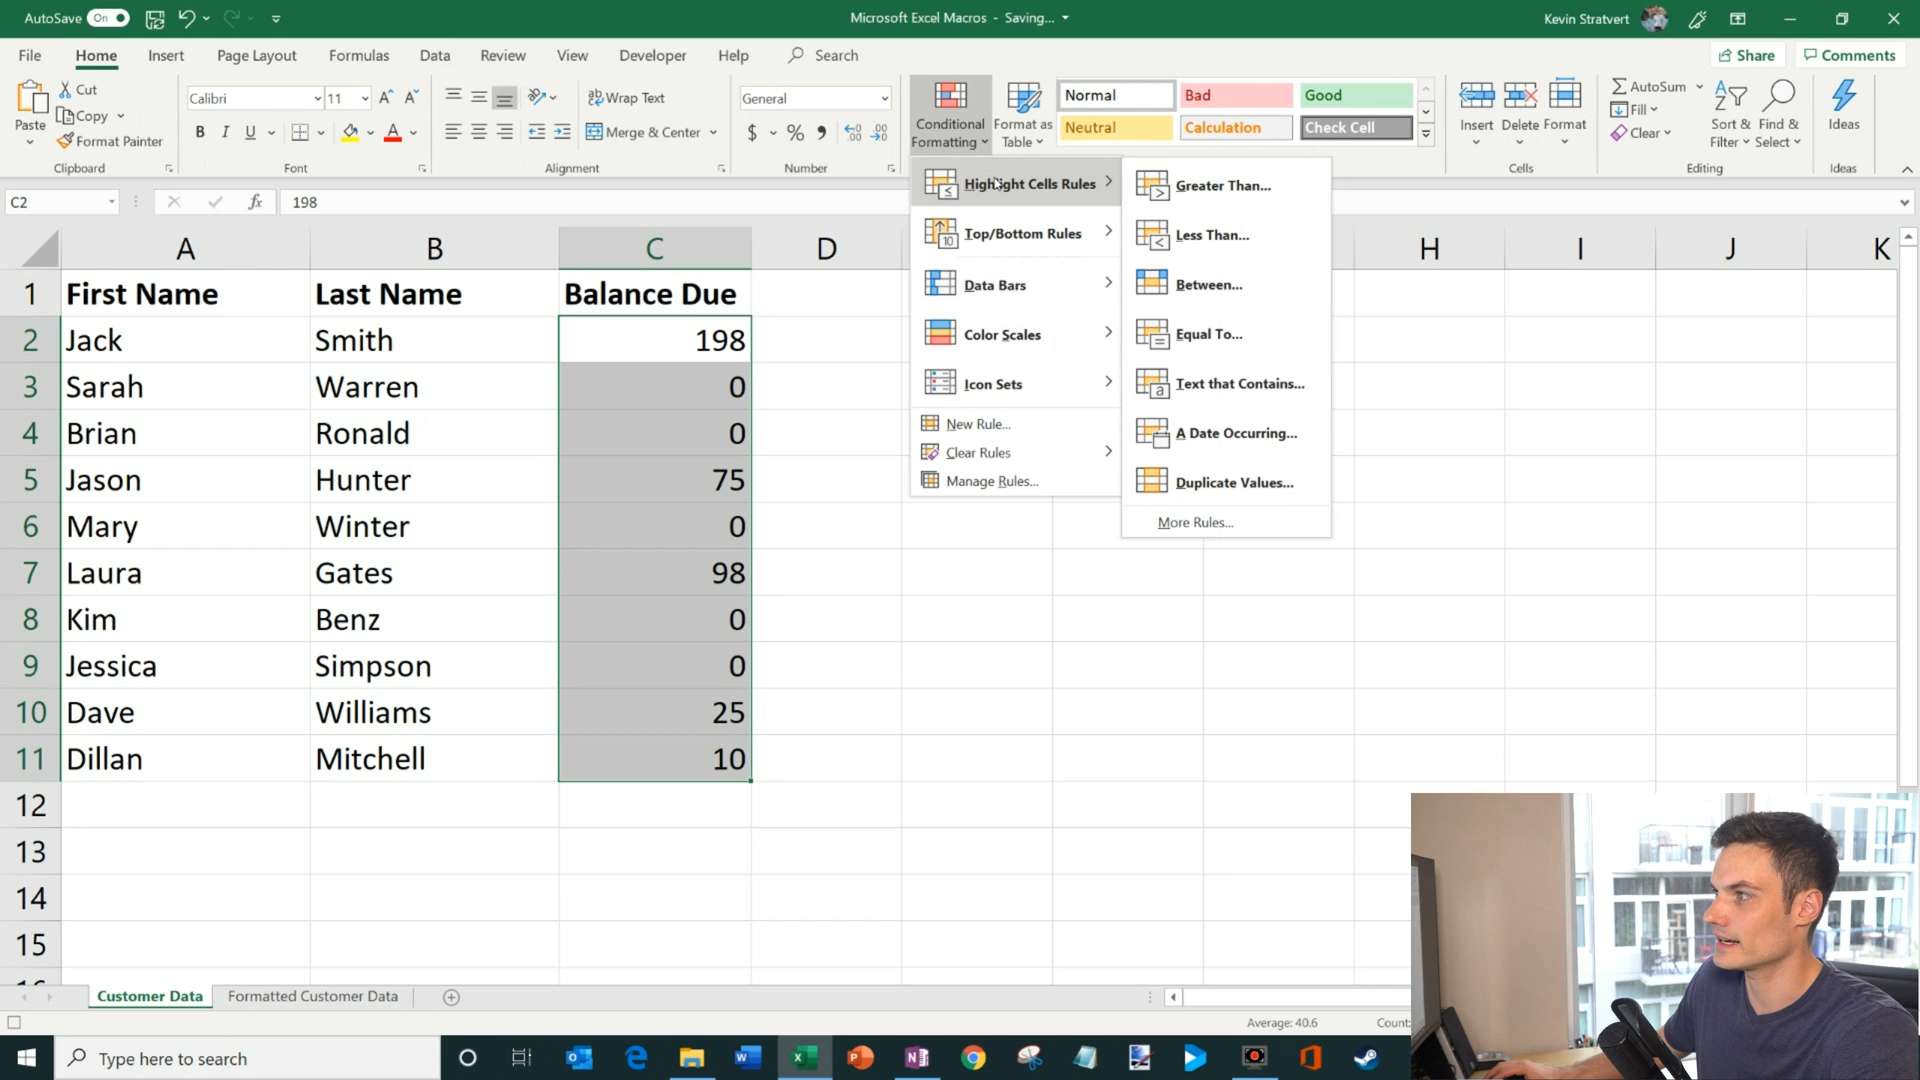 AutoSave On
Microsoft Excel Macros - Saving...
Kevin Stratvert
File Home Insert Page Layout Formulas Data Review View Developer Help Search
Share Comments
Paste
Cut
Copy
Format Painter
Clipboard
Calibri 11
B I U
Font
Wrap Text
Merge & Center
Alignment
General
$ % 9
Number
Conditional Formatting
Format as Table
Normal Bad Good
Neutral Calculation Check Cell
Insert Delete Format
Cells
AutoSum
Fill
Clear
Sort & Filter
Find & Select
Editing
Ideas
Ideas
C2
fx
198
Highlight Cells Rules
Top/Bottom Rules
Data Bars
Color Scales
Icon Sets
New Rule...
Clear Rules
Manage Rules...
Greater Than...
Less Than...
Between...
Equal To...
Text that Contains...
A Date Occurring...
Duplicate Values...
More Rules...
A B C D H I J K
1 First Name Last Name Balance Due
2 Jack Smith 198
3 Sarah Warren 0
4 Brian Ronald 0
5 Jason Hunter 75
6 Mary Winter 0
7 Laura Gates 98
8 Kim Benz 0
9 Jessica Simpson 0
10 Dave Williams 25
11 Dillan Mitchell 10
12
13
14
15
Customer Data Formatted Customer Data
Average: 40.6 Count:
Type here to search